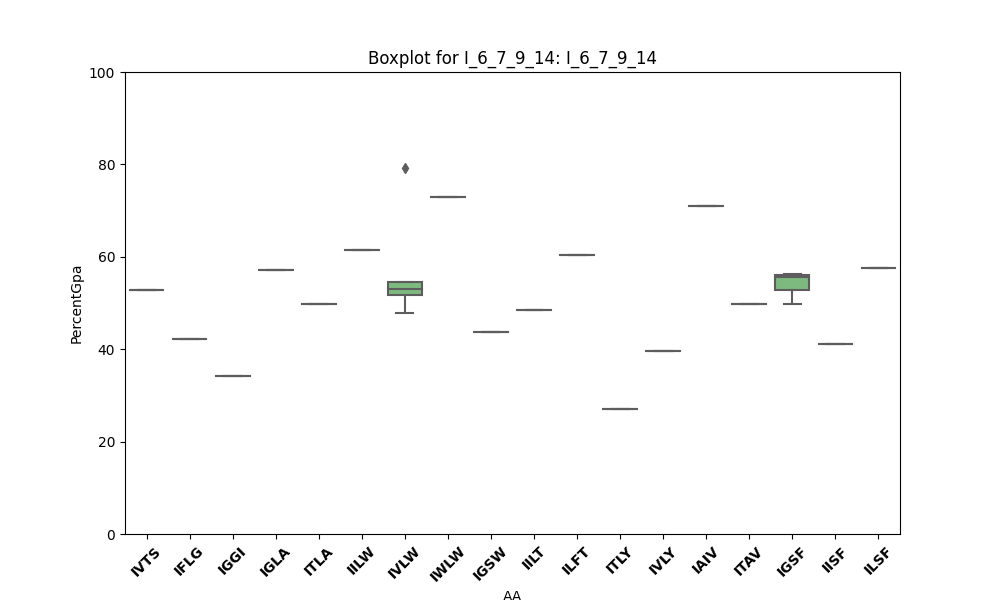 Boxplot for I_6_7_9_14: I_6_7_9_14
100
80
60
40
20
0
PercentGpa
IVTS IFLG IGGI IGLA ITLA IILW IVLW IWLW IGSW IILT ILFT ITLY IVLY IAIV ITAV IGSF IISF ILSF
AA